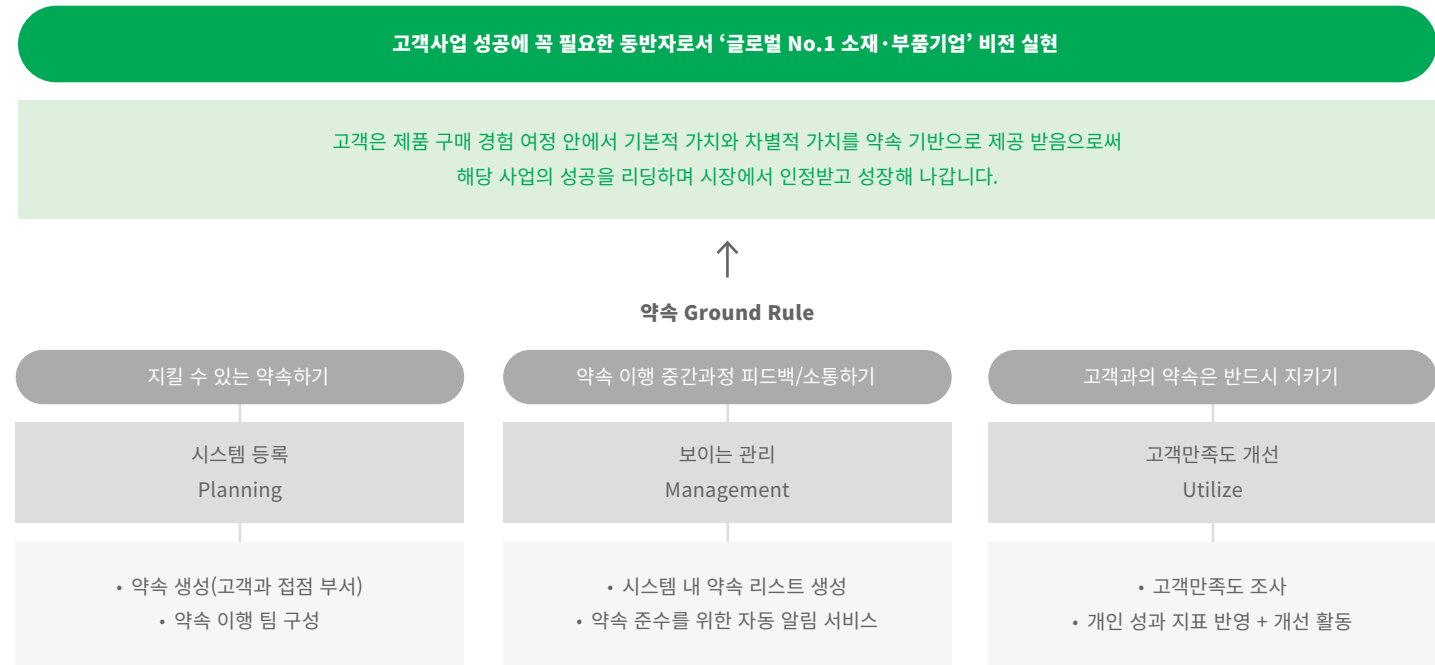 고객사업 성공에 꼭 필요한 동반자로서 ‘글로벌 No.1 소재·부품기업’ 비전 실현
고객은 제품 구매 경험 여정 안에서 기본적 가치와 차별적 가치를 약속 기반으로 제공 받음으로써
해당 사업의 성공을 리딩하며 시장에서 인정받고 성장해 나갑니다.
약속 Ground Rule
지킬 수 있는 약속하기
시스템 등록
Planning
• 약속 생성(고객과 접점 부서)
• 약속 이행 팀 구성
약속 이행 중간과정 피드백/소통하기
보이는 관리
Management
• 시스템 내 약속 리스트 생성
• 약속 준수를 위한 자동 알림 서비스
고객과의 약속은 반드시 지키기
고객만족도 개선
Utilize
• 고객만족도 조사
• 개인 성과 지표 반영 + 개선 활동